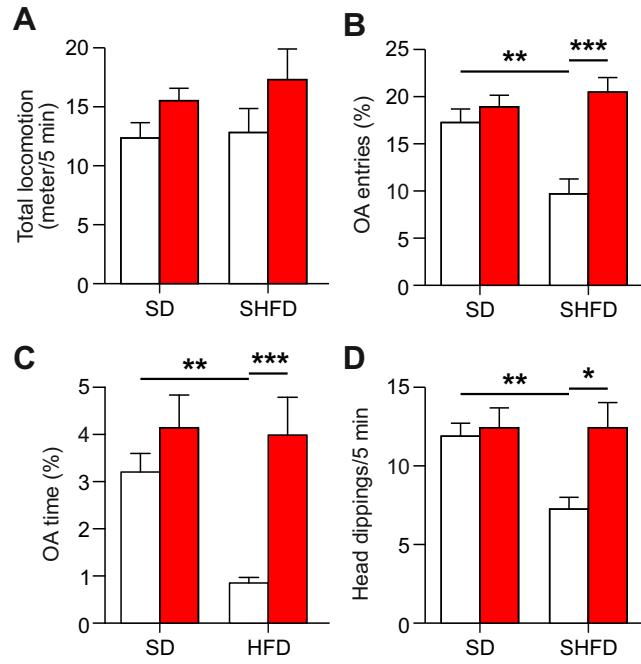 A
Total locomotion
(meter/5 min)
20
15
10
5
0
SD SHFD
B
OA entries (%)
25
20
15
10
5
0
** ***
SD SHFD
C
OA time (%)
5
4
3
2
1
0
** ***
SD HFD
D
Head dippings/5 min
15
10
5
0
** *
SD SHFD